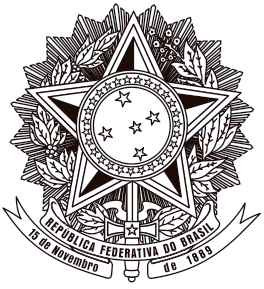 REPÚBLICA FEDERATIVA DO BRASIL
15 de Novembro
de 1889